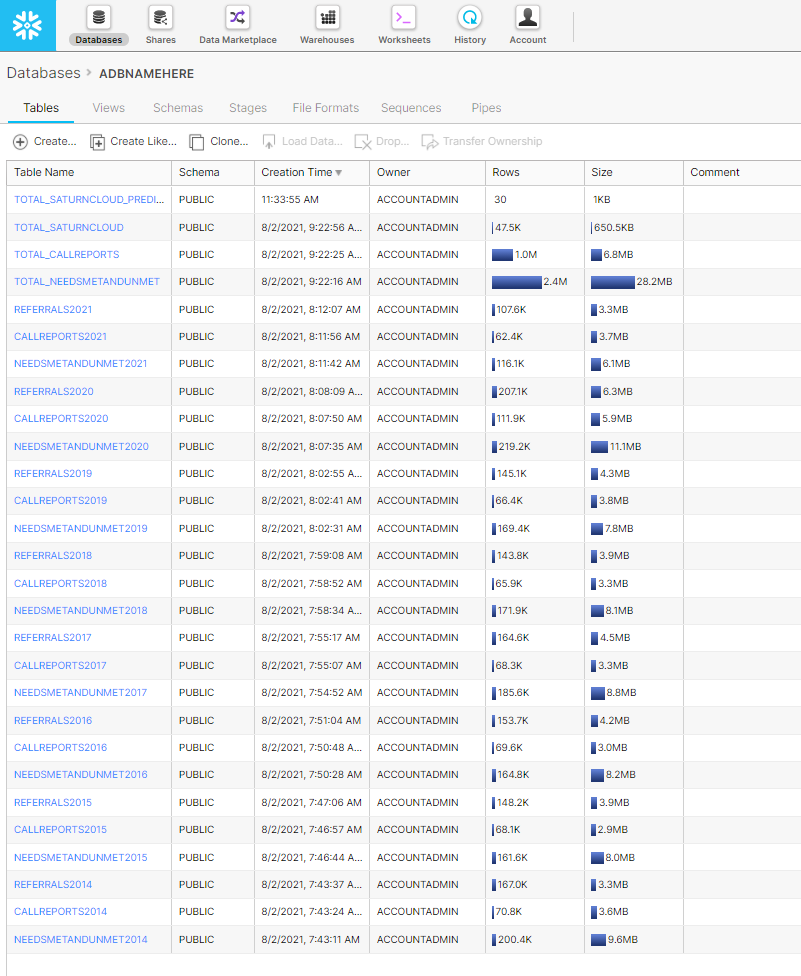 Databases Shares Data Marketplace Warehouses Worksheets History Account
Databases > ADBNAMEHERE
Tables Views Schemas Stages File Formats Sequences Pipes
Create... Create Like... Clone... Load Data... Drop... Transfer Ownership
Table Name Schema Creation Time Owner Rows Size Comment
TOTAL_SATURNCLOUD_PREDI... PUBLIC 11:33:55 AM ACCOUNTADMIN 30 1KB
TOTAL_SATURNCLOUD PUBLIC 8/2/2021, 9:22:56 A... ACCOUNTADMIN 47.5K 650.5KB
TOTAL_CALLREPORTS PUBLIC 8/2/2021, 9:22:25 A... ACCOUNTADMIN 1.0M 6.8MB
TOTAL_NEEDSMETANDUNMET PUBLIC 8/2/2021, 9:22:16 AM ACCOUNTADMIN 2.4M 28.2MB
REFERRALS2021 PUBLIC 8/2/2021, 8:12:07 AM ACCOUNTADMIN 107.6K 3.3MB
CALLREPORTS2021 PUBLIC 8/2/2021, 8:11:56 AM ACCOUNTADMIN 62.4K 3.7MB
NEEDSMETANDUNMET2021 PUBLIC 8/2/2021, 8:11:42 AM ACCOUNTADMIN 116.1K 6.1MB
REFERRALS2020 PUBLIC 8/2/2021, 8:08:09 A... ACCOUNTADMIN 207.1K 6.3MB
CALLREPORTS2020 PUBLIC 8/2/2021, 8:07:50 AM ACCOUNTADMIN 111.9K 5.9MB
NEEDSMETANDUNMET2020 PUBLIC 8/2/2021, 8:07:35 AM ACCOUNTADMIN 219.2K 11.1MB
REFERRALS2019 PUBLIC 8/2/2021, 8:02:55 AM... ACCOUNTADMIN 145.1K 4.3MB
CALLREPORTS2019 PUBLIC 8/2/2021, 8:02:41 AM ACCOUNTADMIN 66.4K 3.8MB
NEEDSMETANDUNMET2019 PUBLIC 8/2/2021, 8:02:31 AM ACCOUNTADMIN 169.4K 7.8MB
REFERRALS2018 PUBLIC 8/2/2021, 7:59:08 AM ACCOUNTADMIN 143.8K 3.9MB
CALLREPORTS2018 PUBLIC 8/2/2021, 7:58:52 AM ACCOUNTADMIN 65.9K 3.3MB
NEEDSMETANDUNMET2018 PUBLIC 8/2/2021, 7:58:34 AM ACCOUNTADMIN 171.9K 8.1MB
REFERRALS2017 PUBLIC 8/2/2021, 7:55:17 AM ACCOUNTADMIN 164.6K 4.5MB
CALLREPORTS2017 PUBLIC 8/2/2021, 7:55:07 AM ACCOUNTADMIN 68.3K 3.3MB
NEEDSMETANDUNMET2017 PUBLIC 8/2/2021, 7:54:52 AM ACCOUNTADMIN 185.6K 8.8MB
REFERRALS2016 PUBLIC 8/2/2021, 7:51:04 AM ACCOUNTADMIN 153.7K 4.2MB
CALLREPORTS2016 PUBLIC 8/2/2021, 7:50:48 A... ACCOUNTADMIN 69.6K 3.0MB
NEEDSMETANDUNMET2016 PUBLIC 8/2/2021, 7:50:28 AM ACCOUNTADMIN 164.8K 8.2MB
REFERRALS2015 PUBLIC 8/2/2021, 7:47:06 AM ACCOUNTADMIN 148.2K 3.9MB
CALLREPORTS2015 PUBLIC 8/2/2021, 7:46:57 AM ACCOUNTADMIN 68.1K 2.9MB
NEEDSMETANDUNMET2015 PUBLIC 8/2/2021, 7:46:44 A... ACCOUNTADMIN 161.6K 8.0MB
REFERRALS2014 PUBLIC 8/2/2021, 7:43:37 AM... ACCOUNTADMIN 167.0K 3.3MB
CALLREPORTS2014 PUBLIC 8/2/2021, 7:43:24 A... ACCOUNTADMIN 70.8K 3.6MB
NEEDSMETANDUNMET2014 PUBLIC 8/2/2021, 7:43:11 AM ACCOUNTADMIN 200.4K 9.6MB